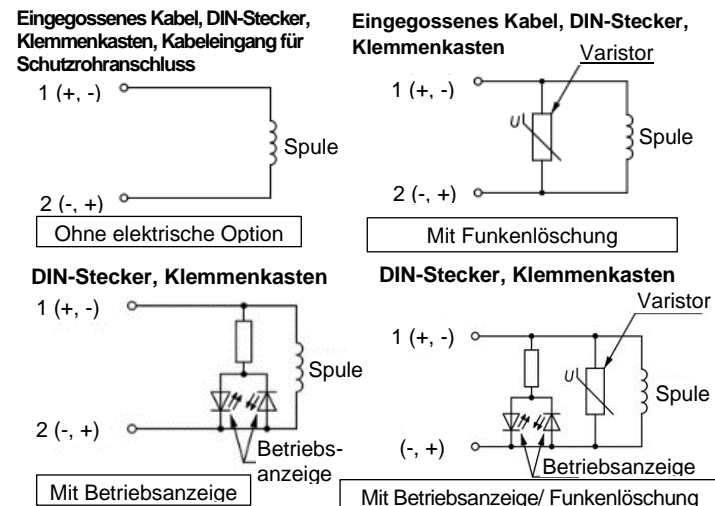 Eingegossenes Kabel, DIN-Stecker,
Klemmenkasten, Kabeleingang für
Schutzrohranschluss
1 (+, -)
Spule
2 (-, +)
Ohne elektrische Option
Eingegossenes Kabel, DIN-Stecker,
Klemmenkasten
Varistor
1 (+, -)
U
Spule
2 (-, +)
Mit Funkenlöschung
DIN-Stecker, Klemmenkasten
1 (+, -)
Spule
2 (-, +)
Betriebs-
anzeige
Mit Betriebsanzeige
DIN-Stecker, Klemmenkasten
Varistor
1 (+, -)
U
Spule
(-, +)
Betriebsanzeige
Mit Betriebsanzeige/ Funkenlöschung